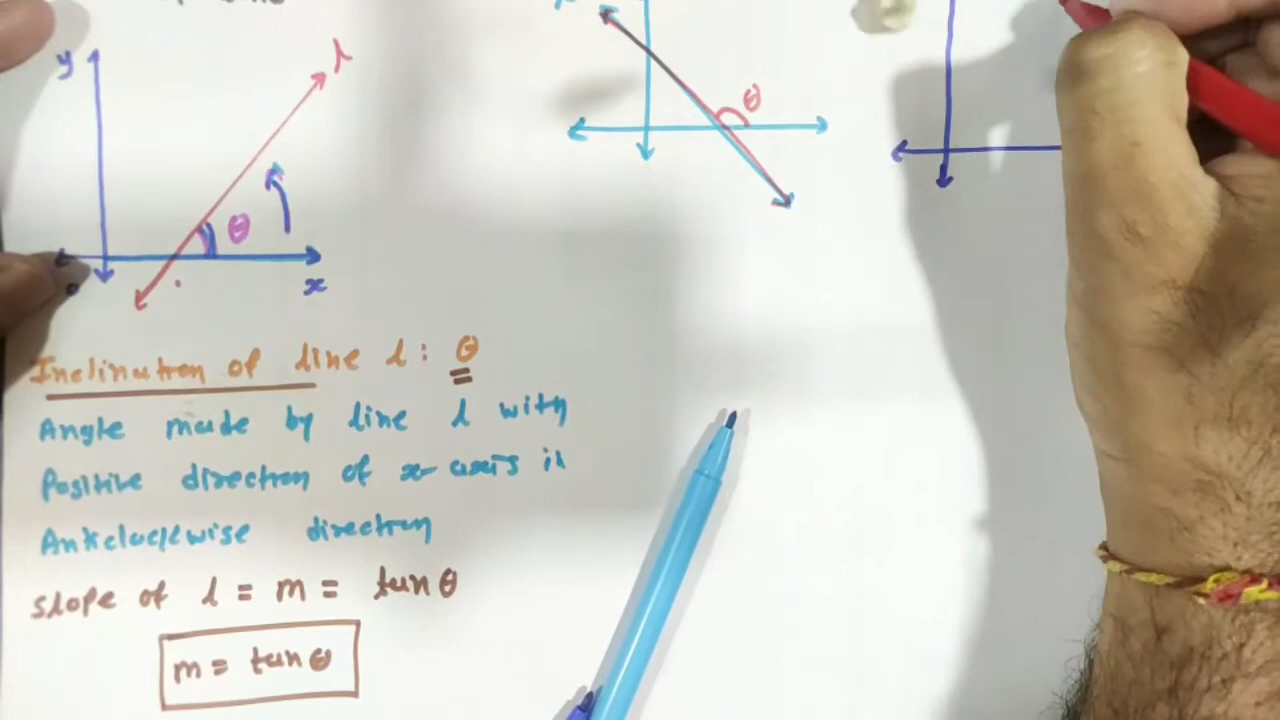 y
l
θ
x
θ
Inclination of line l : θ
Angle made by line l with
Positive direction of x-axis in
Anticlockwise direction
slope of l = m = tan θ
m = tan θ